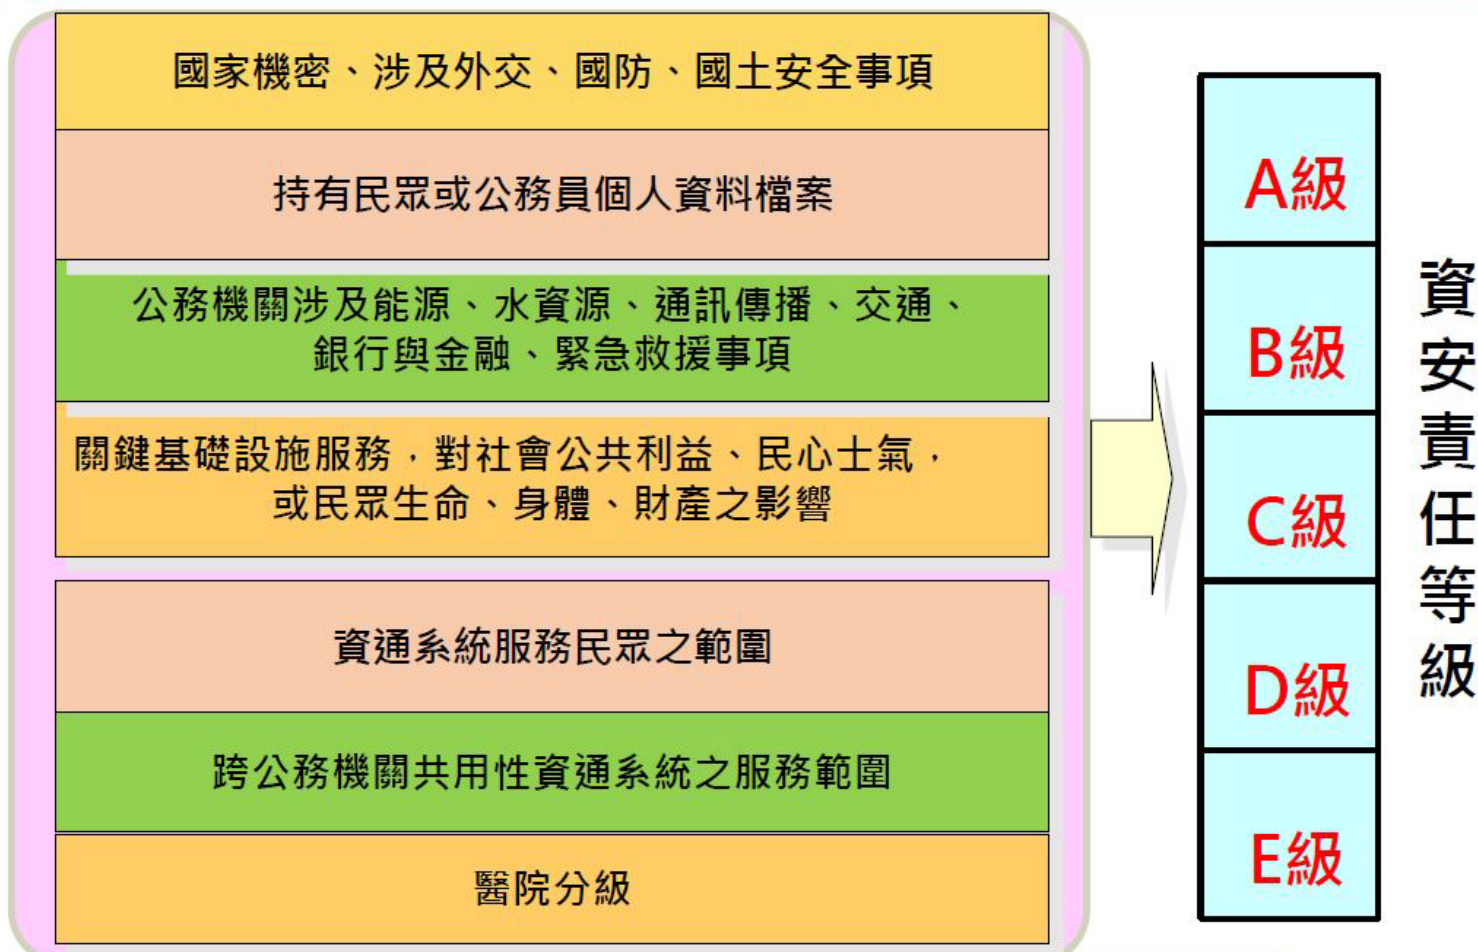 國家機密、涉及外交、國防、國土安全事項
持有民眾或公務員個人資料檔案
公務機關涉及能源、水資源、通訊傳播、交通、
銀行與金融、緊急救援事項
關鍵基礎設施服務，對社會公共利益、民心士氣，
或民眾生命、身體、財產之影響
資通系統服務民眾之範圍
跨公務機關共用性資通系統之服務範圍
醫院分級
A級
B級
C級
D級
E級
資安責任等級